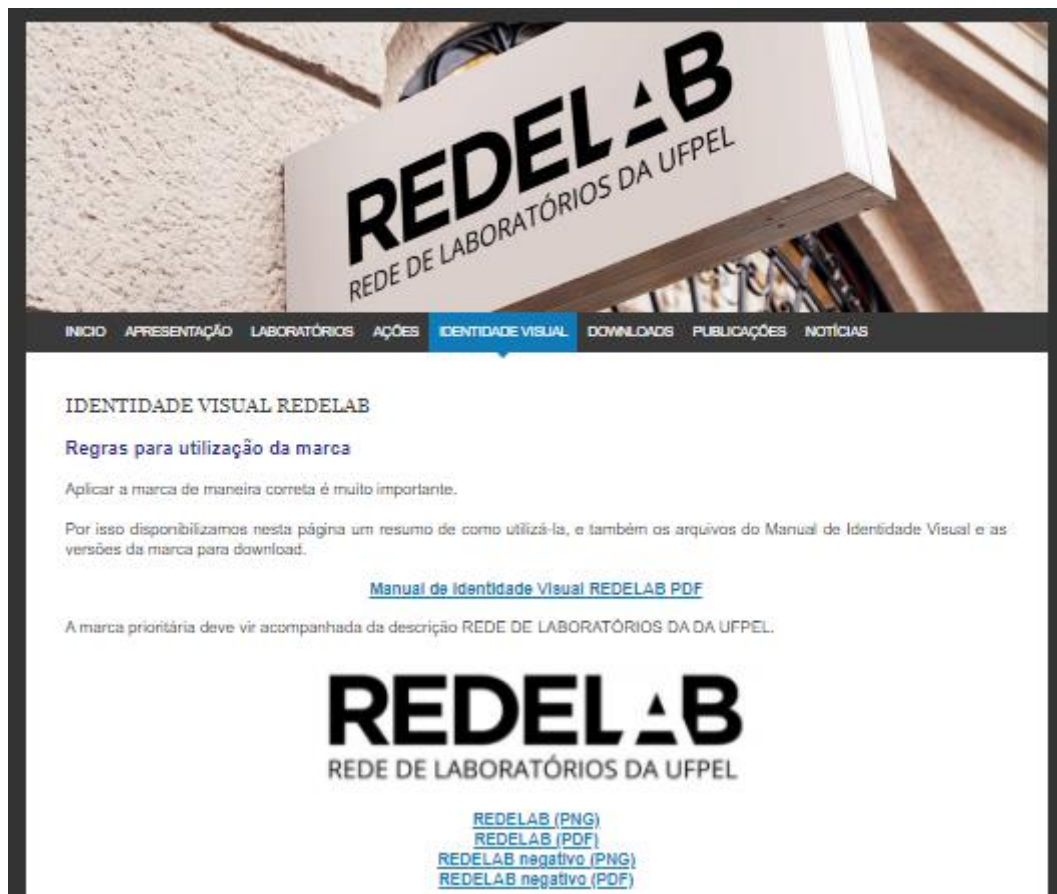 REDELAB
REDE DE LABORATÓRIOS DA UFPEL
INICIO APRESENTAÇÃO LABORATÓRIOS AÇÕES IDENTIDADE VISUAL DOWNLOADS PUBLICAÇÕES NOTÍCIAS
IDENTIDADE VISUAL REDELAB
Regras para utilização da marca
Aplicar a marca de maneira correta é muito importante.
Por isso disponibilizamos nesta página um resumo de como utilizá-la, e também os arquivos do Manual de Identidade Visual e as
versões da marca para download.
Manual de Identidade Visual REDELAB PDF
A marca prioritária deve vir acompanhada da descrição REDE DE LABORATÓRIOS DA DA UFPEL.
REDELAB
REDE DE LABORATÓRIOS DA UFPEL
REDELAB (PNG)
REDELAB (PDF)
REDELAB negativo (PNG)
REDELAB negativo (PDF)